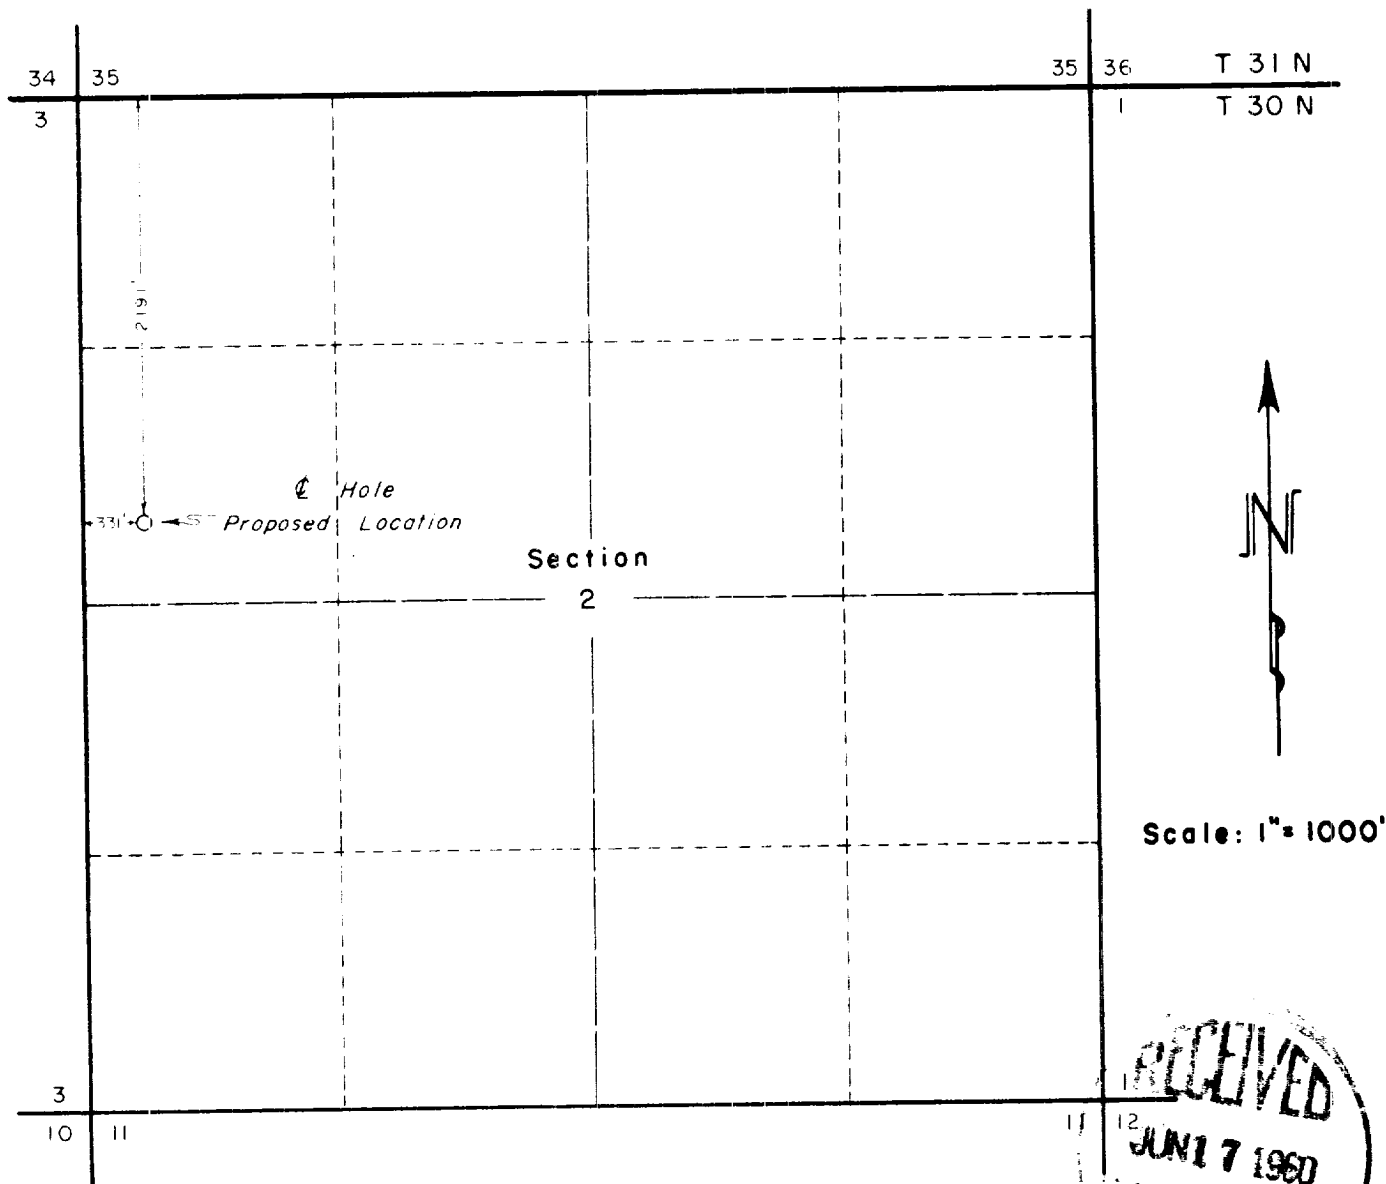 34 35
35 36 T 31 N
3
1 T 30 N
2191'
℄ Hole
331' Proposed Location
Section
2
N
Scale: 1"= 1000'
3
1
10 11
11 12
RECEIVED
JUN 17 1960